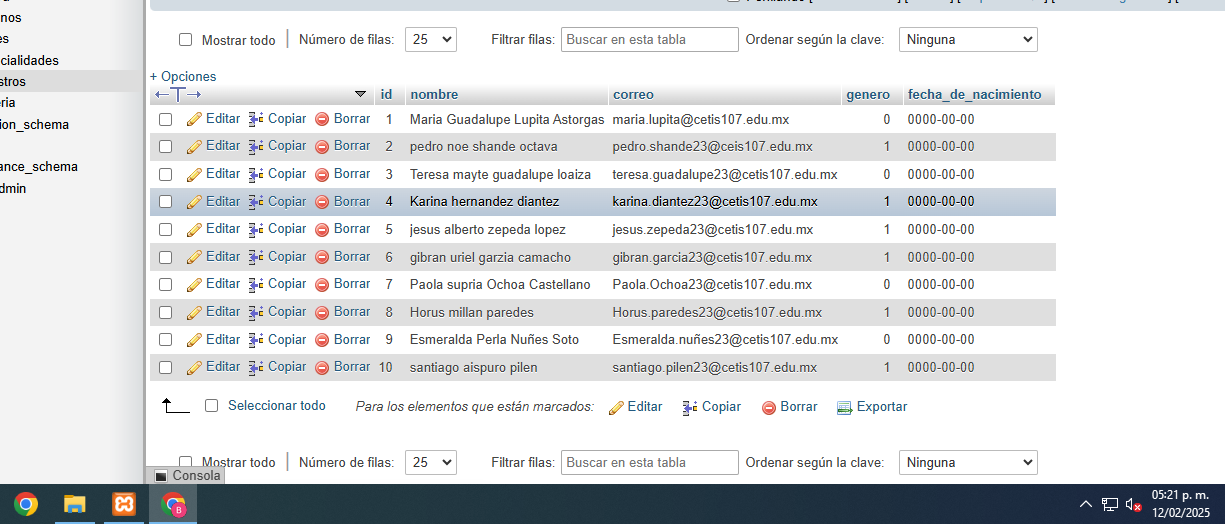 nos
es
cialidades
Mostrar todo Número de filas: 25 Filtrar filas: Buscar en esta tabla Ordenar según la clave: Ninguna
stros
+ Opciones
ria
id nombre correo genero fecha_de_nacimiento
ion_schema
Editar Copiar Borrar 1 Maria Guadalupe Lupita Astorgas maria.lupita@cetis107.edu.mx 0 0000-00-00
Editar Copiar Borrar 2 pedro noe shande octava pedro.shande23@ceis107.edu.mx 1 0000-00-00
ance_schema
Editar Copiar Borrar 3 Teresa mayte guadalupe loaiza teresa.guadalupe23@cetis107.edu.mx 0 0000-00-00
dmin
Editar Copiar Borrar 4 Karina hernandez diantez karina.diantez23@cetis107.edu.mx 1 0000-00-00
Editar Copiar Borrar 5 jesus alberto zepeda lopez jesus.zepeda23@cetis107.edu.mx 1 0000-00-00
Editar Copiar Borrar 6 gibran uriel garzia camacho gibran.garcia23@cetis107.edu.mx 1 0000-00-00
Editar Copiar Borrar 7 Paola supria Ochoa Castellano Paola.Ochoa23@cetis107.edu.mx 0 0000-00-00
Editar Copiar Borrar 8 Horus millan paredes Horus.paredes23@cetis107.edu.mx 1 0000-00-00
Editar Copiar Borrar 9 Esmeralda Perla Nuñes Soto Esmeralda.nuñes23@cetis107.edu.mx 0 0000-00-00
Editar Copiar Borrar 10 santiago aispuro pilen santiago.pilen23@cetis107.edu.mx 1 0000-00-00
Seleccionar todo Para los elementos que están marcados: Editar Copiar Borrar Exportar
Mostrar todo Número de filas: 25 Filtrar filas: Buscar en esta tabla Ordenar según la clave: Ninguna
Consola
05:21 p. m.
12/02/2025